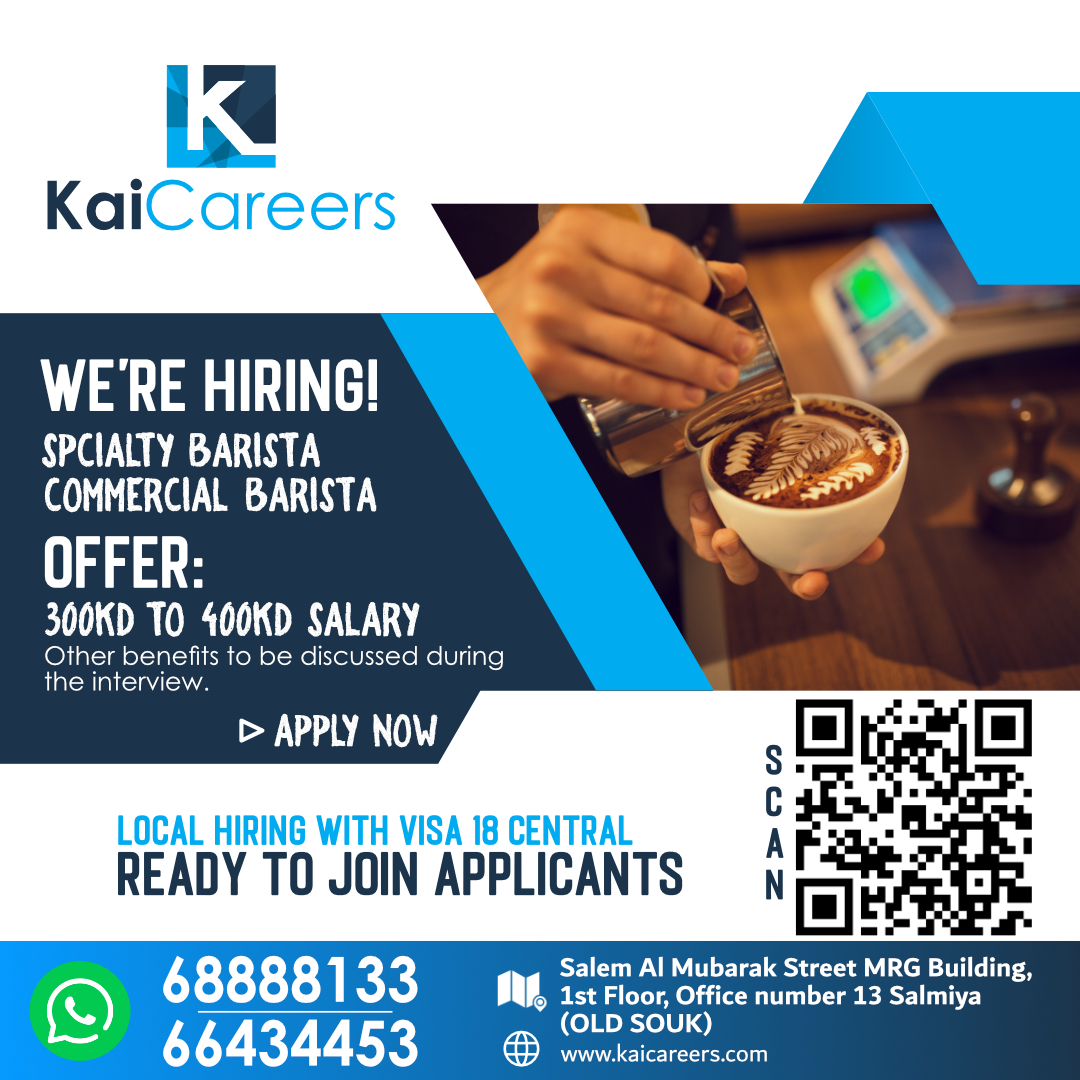 K
KaiCareers
WE'RE HIRING!
SPCIALTY BARISTA
COMMERCIAL BARISTA
OFFER:
300KD TO 400KD SALARY
Other benefits to be discussed during
the interview.
APPLY NOW
SCAN
LOCAL HIRING WITH VISA 18 CENTRAL
READY TO JOIN APPLICANTS
68888133
66434453
Salem Al Mubarak Street MRG Building,
1st Floor, Office number 13 Salmiya
(OLD SOUK)
www.kaicareers.com